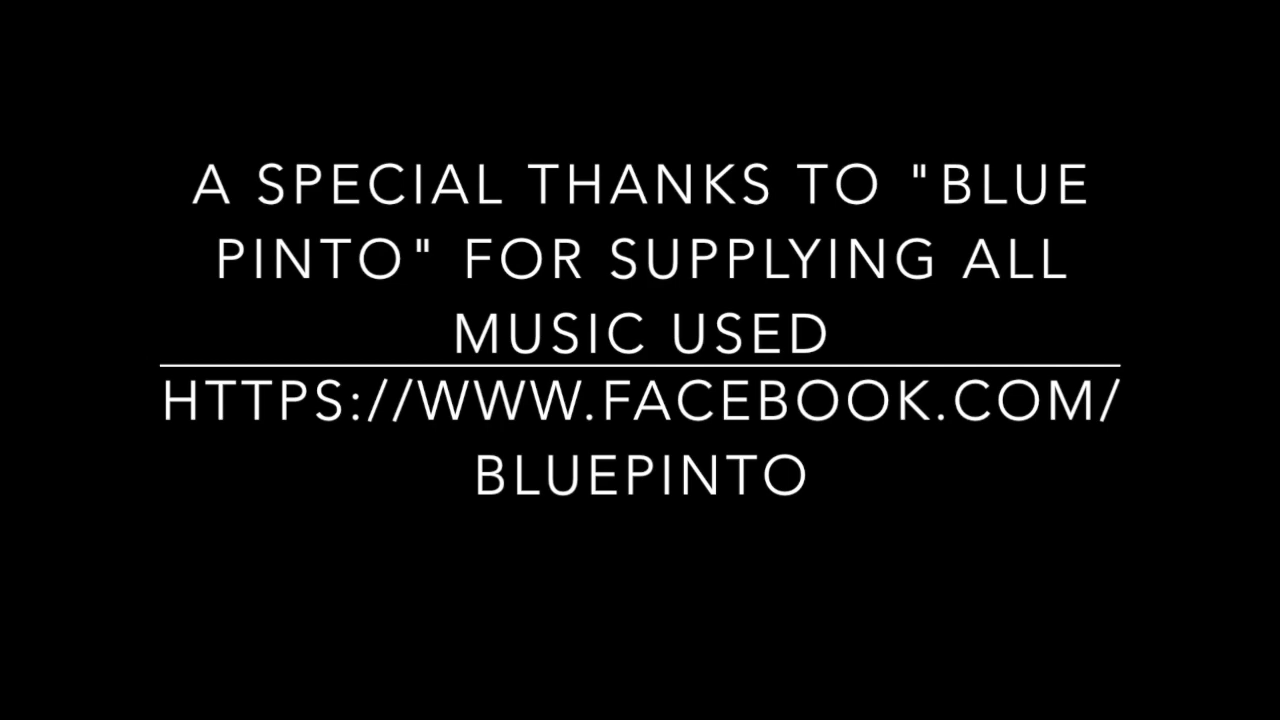 A SPECIAL THANKS TO "BLUE
PINTO" FOR SUPPLYING ALL
MUSIC USED
HTTPS://WWW.FACEBOOK.COM/
BLUEPINTO